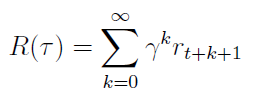 R(τ) = ∑_{k=0}^{∞} γ^k r_{t+k+1}